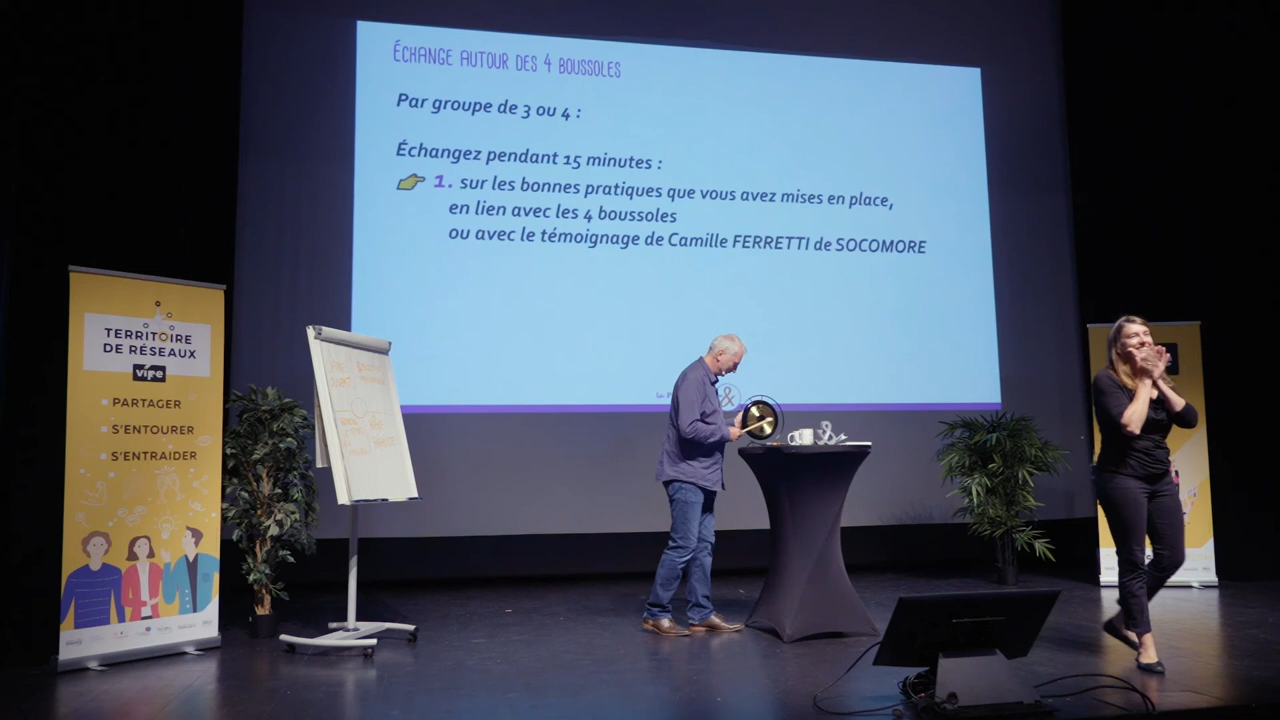 ÉCHANGE AUTOUR DES 4 BOUSSOLES
Par groupe de 3 ou 4 :
Échangez pendant 15 minutes :
1. sur les bonnes pratiques que vous avez mises en place,
en lien avec les 4 boussoles
ou avec le témoignage de Camille FERRETTI de SOCOMORE
&
TERRITOIRE
DE RÉSEAUX
vipe
PARTAGER
S'ENTOURER
S'ENTRAIDER